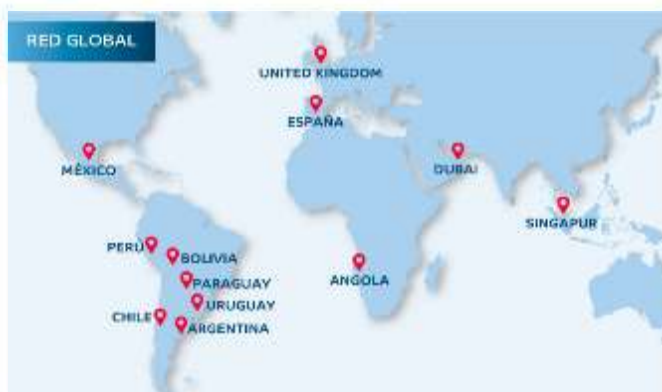 RED GLOBAL
UNITED KINGDOM
ESPAÑA
MÉXICO
DUBAI
SINGAPUR
PERÚ
BOLIVIA
ANGOLA
PARAGUAY
URUGUAY
CHILE
ARGENTINA